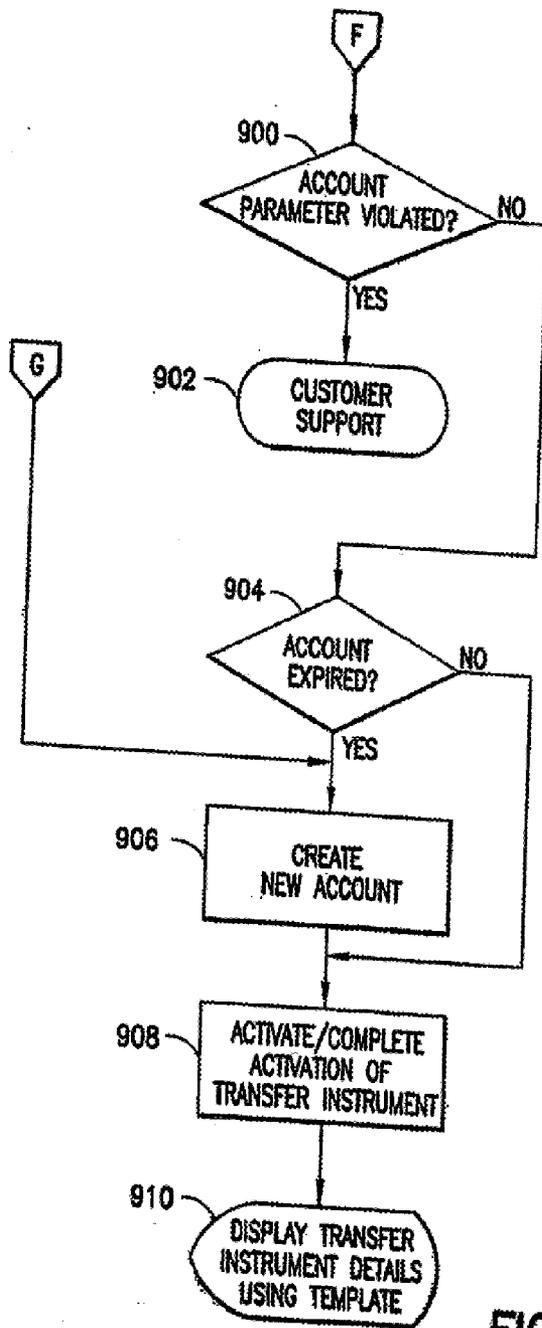 F
900
ACCOUNT
PARAMETER VIOLATED?
NO
YES
G
902
CUSTOMER
SUPPORT
904
ACCOUNT
EXPIRED?
NO
YES
906
CREATE
NEW ACCOUNT
908
ACTIVATE/COMPLETE
ACTIVATION OF
TRANSFER INSTRUMENT
910
DISPLAY TRANSFER
INSTRUMENT DETAILS
USING TEMPLATE